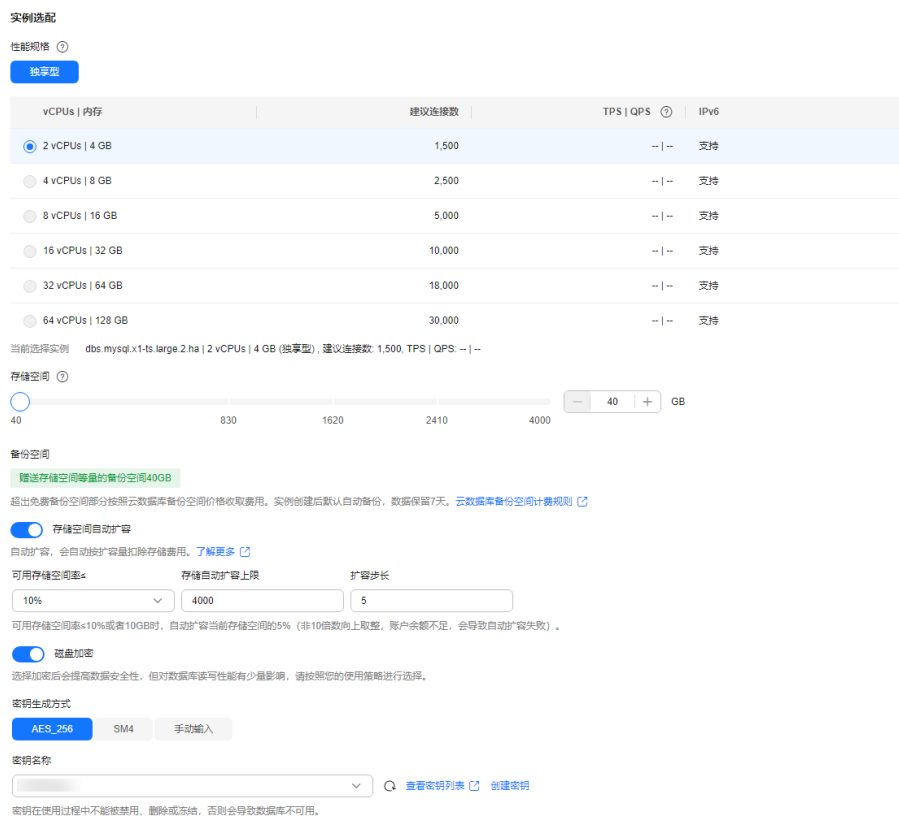 实例选配
性能规格
独享型
vCPUs | 内存 建议连接数 TPS | QPS IPv6
2 vCPUs | 4 GB 1,500 -- | -- 支持
4 vCPUs | 8 GB 2,500 -- | -- 支持
8 vCPUs | 16 GB 5,000 -- | -- 支持
16 vCPUs | 32 GB 10,000 -- | -- 支持
32 vCPUs | 64 GB 18,000 -- | -- 支持
64 vCPUs | 128 GB 30,000 -- | -- 支持
当前选择实例 dbs.mysql.x1-ts.large.2.ha | 2 vCPUs | 4 GB (独享型) , 建议连接数: 1,500, TPS | QPS: -- | --
存储空间
40 GB
40 830 1620 2410 4000
备份空间
赠送存储空间等量的备份空间40GB
超出免费备份空间部分按照云数据库备份空间价格收取费用。实例创建后默认自动备份，数据保留7天。云数据库备份空间计费规则
存储空间自动扩容
自动扩容，会自动按扩容量扣除存储费用。了解更多
可用存储空间率≤ 存储自动扩容上限 扩容步长
10% 4000 5
可用存储空间率≤10%或者10GB时，自动扩容当前存储空间的5%（非10倍数向上取整，账户余额不足，会导致自动扩容失败）。
磁盘加密
选择加密后会提高数据安全性，但对数据库读写性能有少量影响，请按照您的使用策略进行选择。
密钥生成方式
AES_256 SM4 手动输入
密钥名称
查看密钥列表 创建密钥
密钥在使用过程中不能被禁用、删除或冻结，否则会导致数据库不可用。